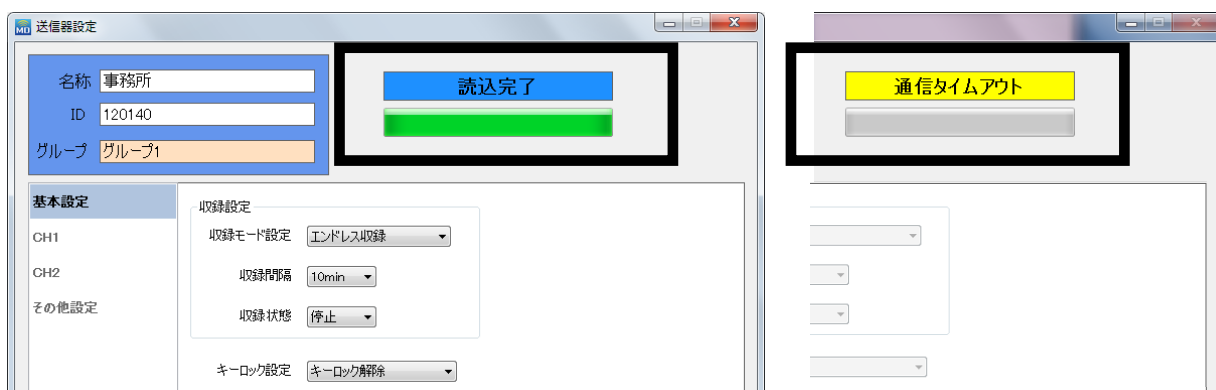 MD 送信器設定
名称 事務所
ID 120140
グループ グループ1
読込完了
基本設定
CH1
CH2
その他設定
収録設定
収録モード設定 エンドレス収録
収録間隔 10min
収録状態 停止
キーロック設定 キーロック解除
通信タイムアウト